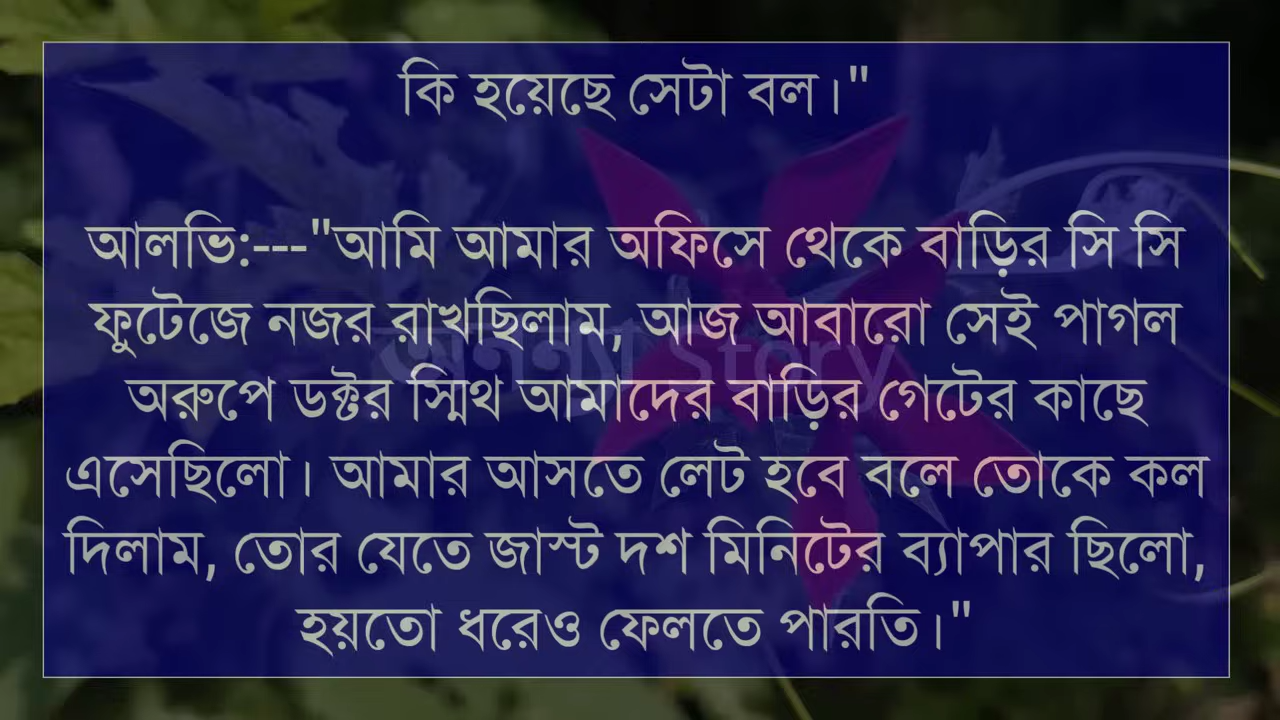 কি হয়েছে সেটা বল।"
আলভি:---"আমি আমার অফিসে থেকে বাড়ির সি সি
ফুটেজে নজর রাখছিলাম, আজ আবারো সেই পাগল
অরুপে ডক্টর স্মিথ আমাদের বাড়ির গেটের কাছে
এসেছিলো। আমার আসতে লেট হবে বলে তোকে কল
দিলাম, তোর যেতে জাস্ট দশ মিনিটের ব্যাপার ছিলো,
হয়তো ধরেও ফেলতে পারতি।"
Story